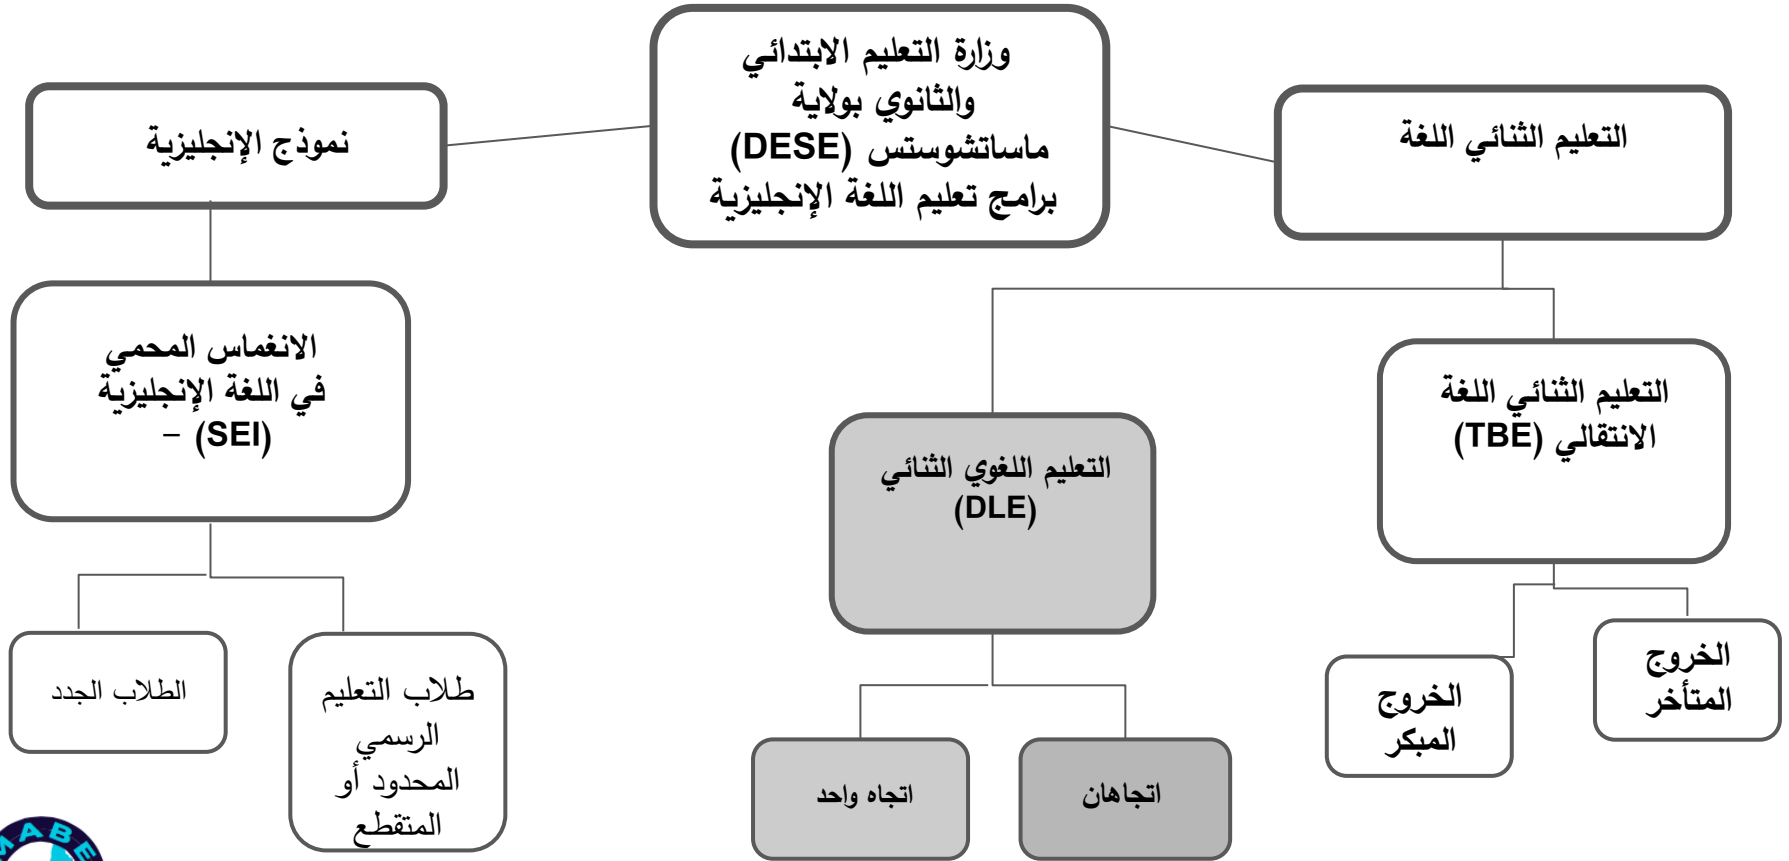 وزارة التعليم الابتدائي
والثانوي بولاية
ماساتشوستس (DESE)
برامج تعليم اللغة الإنجليزية
التعليم الثنائي اللغة
نموذج الإنجليزية
التعليم الثنائي اللغة
الانتقالي (TBE)
التعليم اللغوي الثنائي
(DLE)
الانغماس المحمي
في اللغة الإنجليزية
(SEI) –
الخروج
المتأخر
الخروج
المبكر
اتجاهان
اتجاه واحد
طلاب التعليم
الرسمي
المحدود أو
المتقطع
الطلاب الجدد
MABE